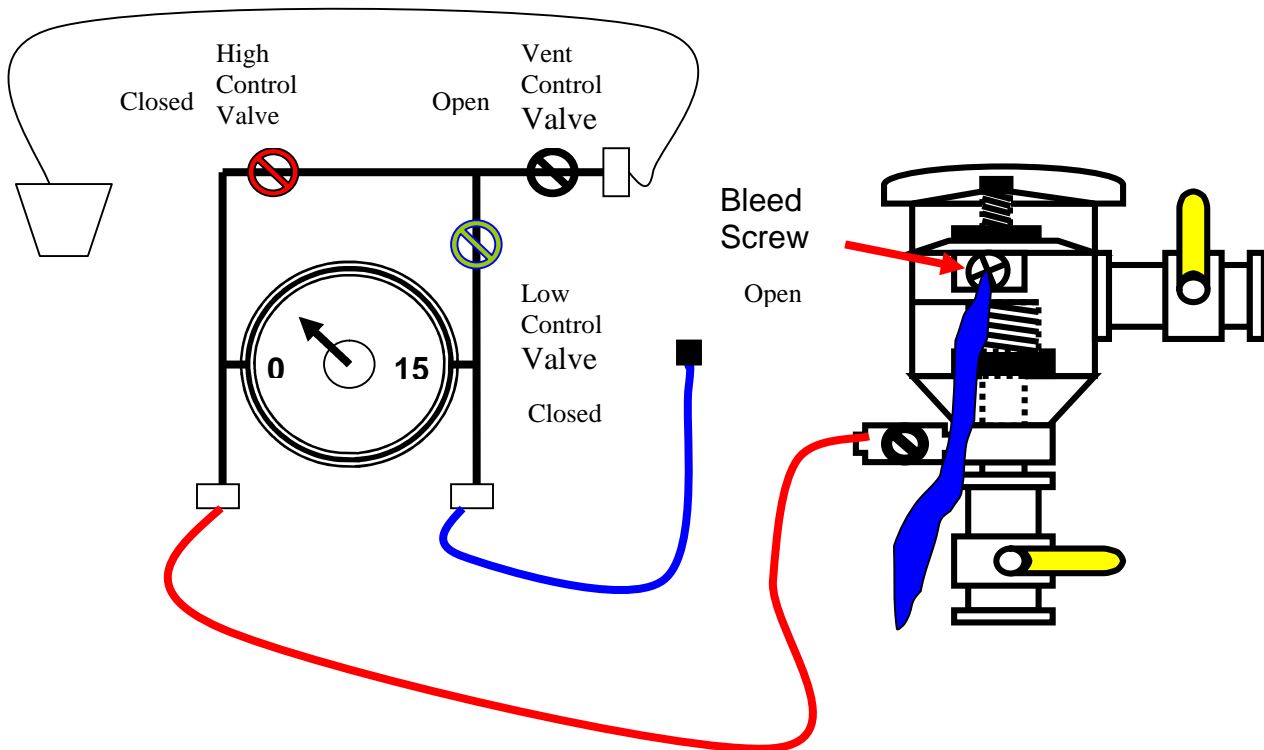 High
Control
Valve
Closed
Vent
Control
Valve
Open
Bleed
Screw
Open
Low
Control
Valve
Closed
0
15